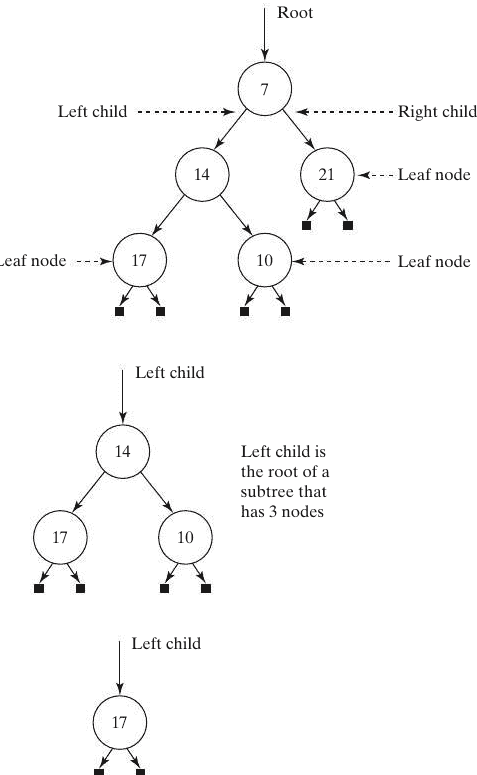 Root
7
Left child
Right child
14
21
Leaf node
Leaf node
17
10
Leaf node
Left child
14
Left child is
the root of a
subtree that
has 3 nodes
17
10
Left child
17